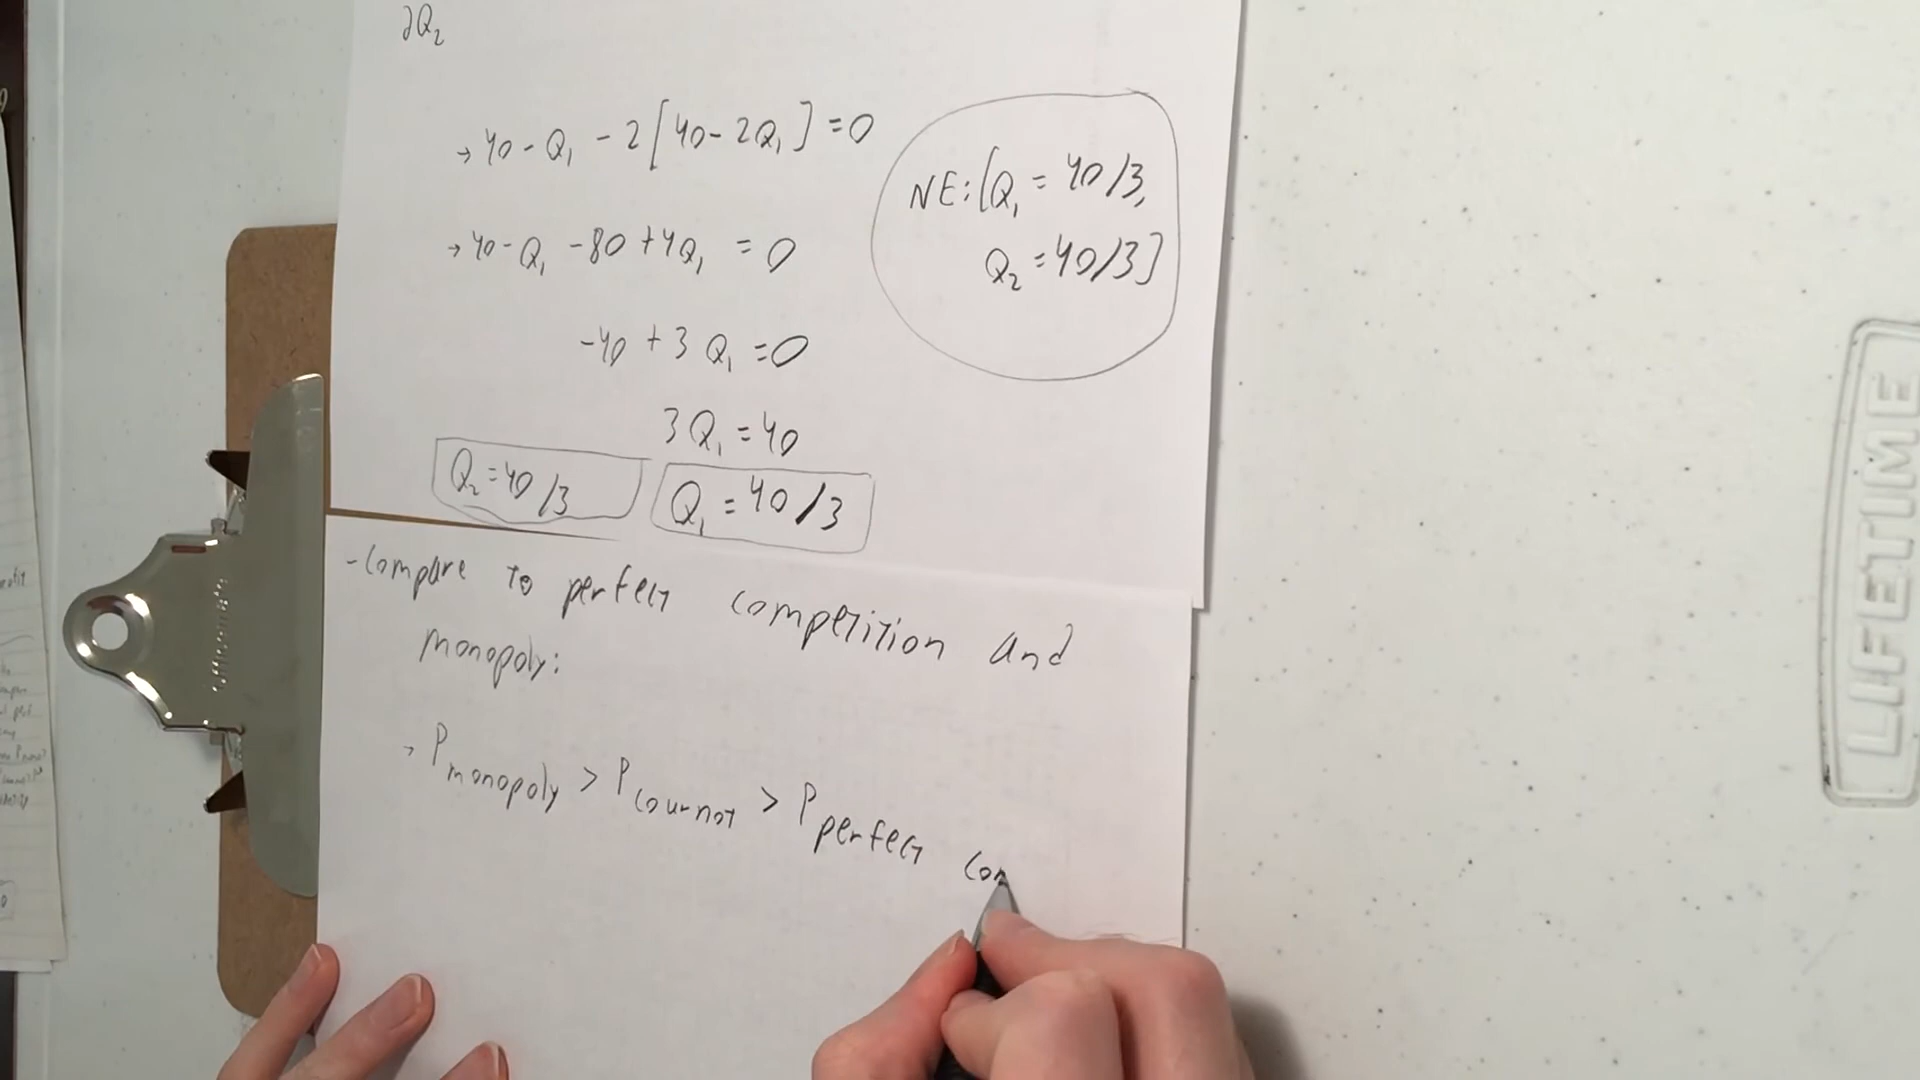 ∂Q₂
→ 40 - Q₁ - 2[40 - 2Q₁] = 0
→ 40 - Q₁ - 80 + 4Q₁ = 0
-40 + 3Q₁ = 0
3Q₁ = 40
Q₂ = 40/3
Q₁ = 40/3
NE: [Q₁ = 40/3,
Q₂ = 40/3]
-Compare to perfect competition and
monopoly:
→ P monopoly > P cournot > P perfect com
LIFETIME